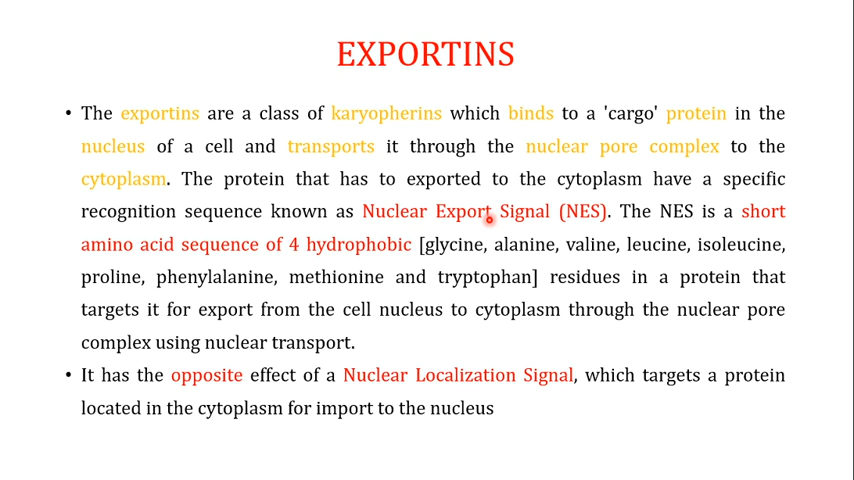 EXPORTINS
• The exportins are a class of karyopherins which binds to a 'cargo' protein in the
nucleus of a cell and transports it through the nuclear pore complex to the
cytoplasm. The protein that has to exported to the cytoplasm have a specific
recognition sequence known as Nuclear Export Signal (NES). The NES is a short
amino acid sequence of 4 hydrophobic [glycine, alanine, valine, leucine, isoleucine,
proline, phenylalanine, methionine and tryptophan] residues in a protein that
targets it for export from the cell nucleus to cytoplasm through the nuclear pore
complex using nuclear transport.
• It has the opposite effect of a Nuclear Localization Signal, which targets a protein
located in the cytoplasm for import to the nucleus